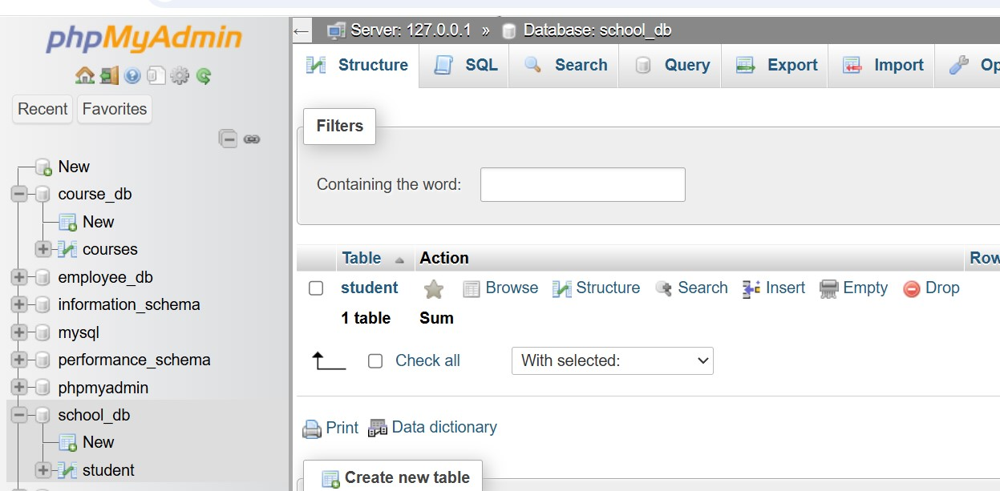 phpMyAdmin
Recent Favorites
New
course_db
New
courses
employee_db
information_schema
mysql
performance_schema
phpmyadmin
school_db
New
student
Server: 127.0.0.1 » Database: school_db
Structure SQL Search Query Export Import Op
Filters
Containing the word:
Table Action Row
student Browse Structure Search Insert Empty Drop
1 table Sum
Check all With selected:
Print Data dictionary
Create new table